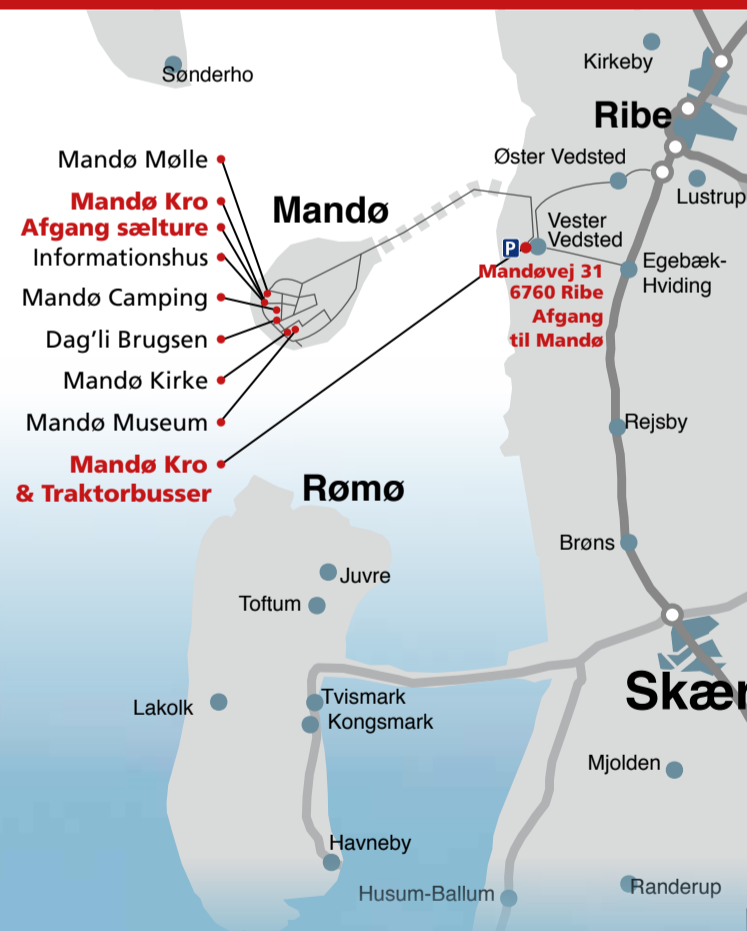 Kirkeby
Sønderho
Ribe
Mandø Mølle
Øster Vedsted
Lustrup
Mandø Kro
Afgang sælture
Mandø
Vester
Vedsted
P
Informationshus
Egebæk-
Hviding
Mandøvej 31
6760 Ribe
Afgang
til Mandø
Mandø Camping
Dag'li Brugsen
Mandø Kirke
Mandø Museum
Rejsby
Mandø Kro
& Traktorbusser
Rømø
Brøns
Juvre
Toftum
Skær
Tvismark
Lakolk
Kongsmark
Mjolden
Havneby
Husum-Ballum
Randerup